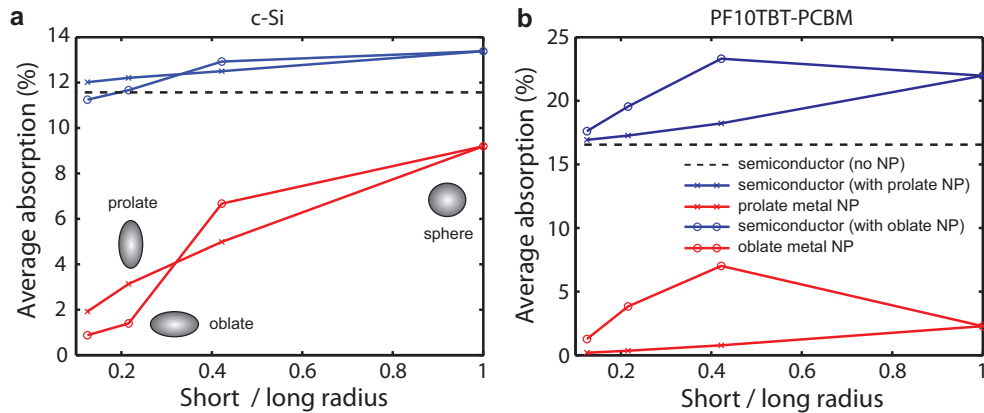 a
c-Si
14
12
10
8
6
4
2
0
Average absorption (%)
prolate
sphere
oblate
0.2
0.4
0.6
0.8
1
Short / long radius
b
PF10TBT-PCBM
25
20
15
10
5
0
Average absorption (%)
semiconductor (no NP)
semiconductor (with prolate NP)
prolate metal NP
semiconductor (with oblate NP)
oblate metal NP
0.2
0.4
0.6
0.8
1
Short / long radius